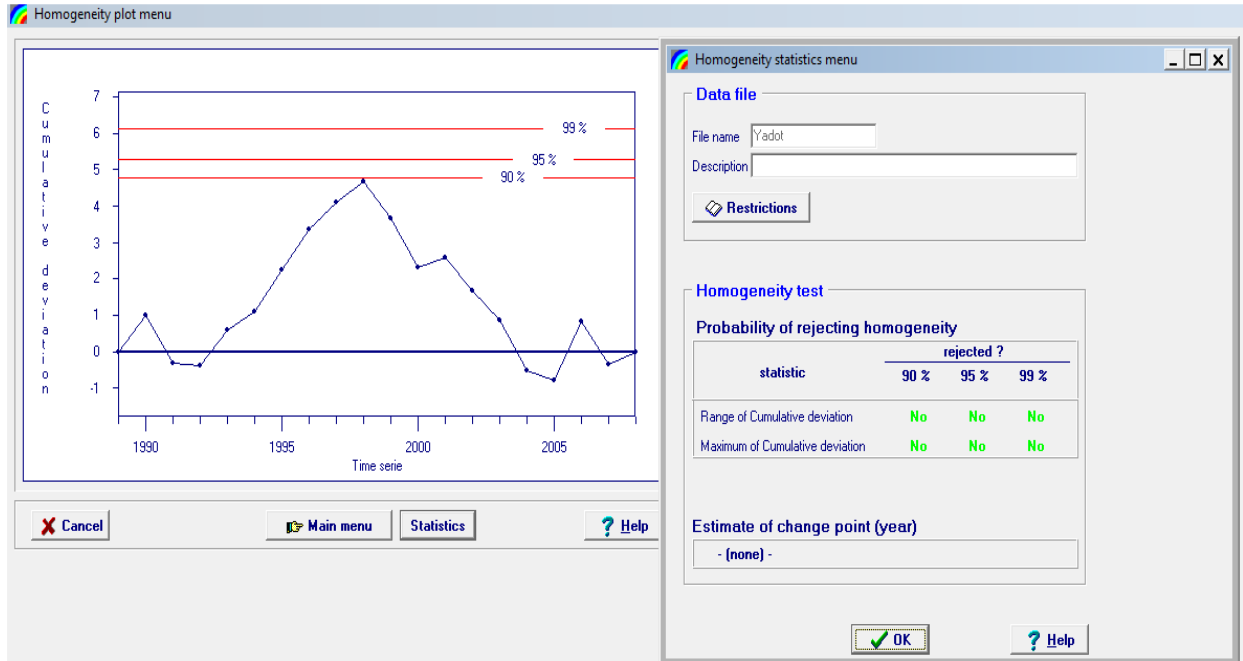 Homogeneity plot menu
Cumulative deviation
7
6
5
4
3
2
1
0
-1
99 %
95 %
90 %
1990 1995 2000 2005
Time serie
Cancel
Main menu
Statistics
? Help
Homogeneity statistics menu
Data file
File name Yadot
Description
Restrictions
Homogeneity test
Probability of rejecting homogeneity
rejected ?
statistic 90 % 95 % 99 %
Range of Cumulative deviation No No No
Maximum of Cumulative deviation No No No
Estimate of change point (year)
- (none) -
OK
? Help